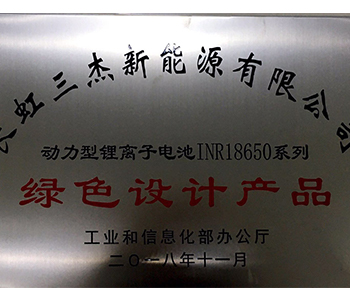 长虹三杰新能源有限公司
动力型锂离子电池INR18650系列
绿色设计产品
工业和信息化部办公厅
二〇一八年十一月